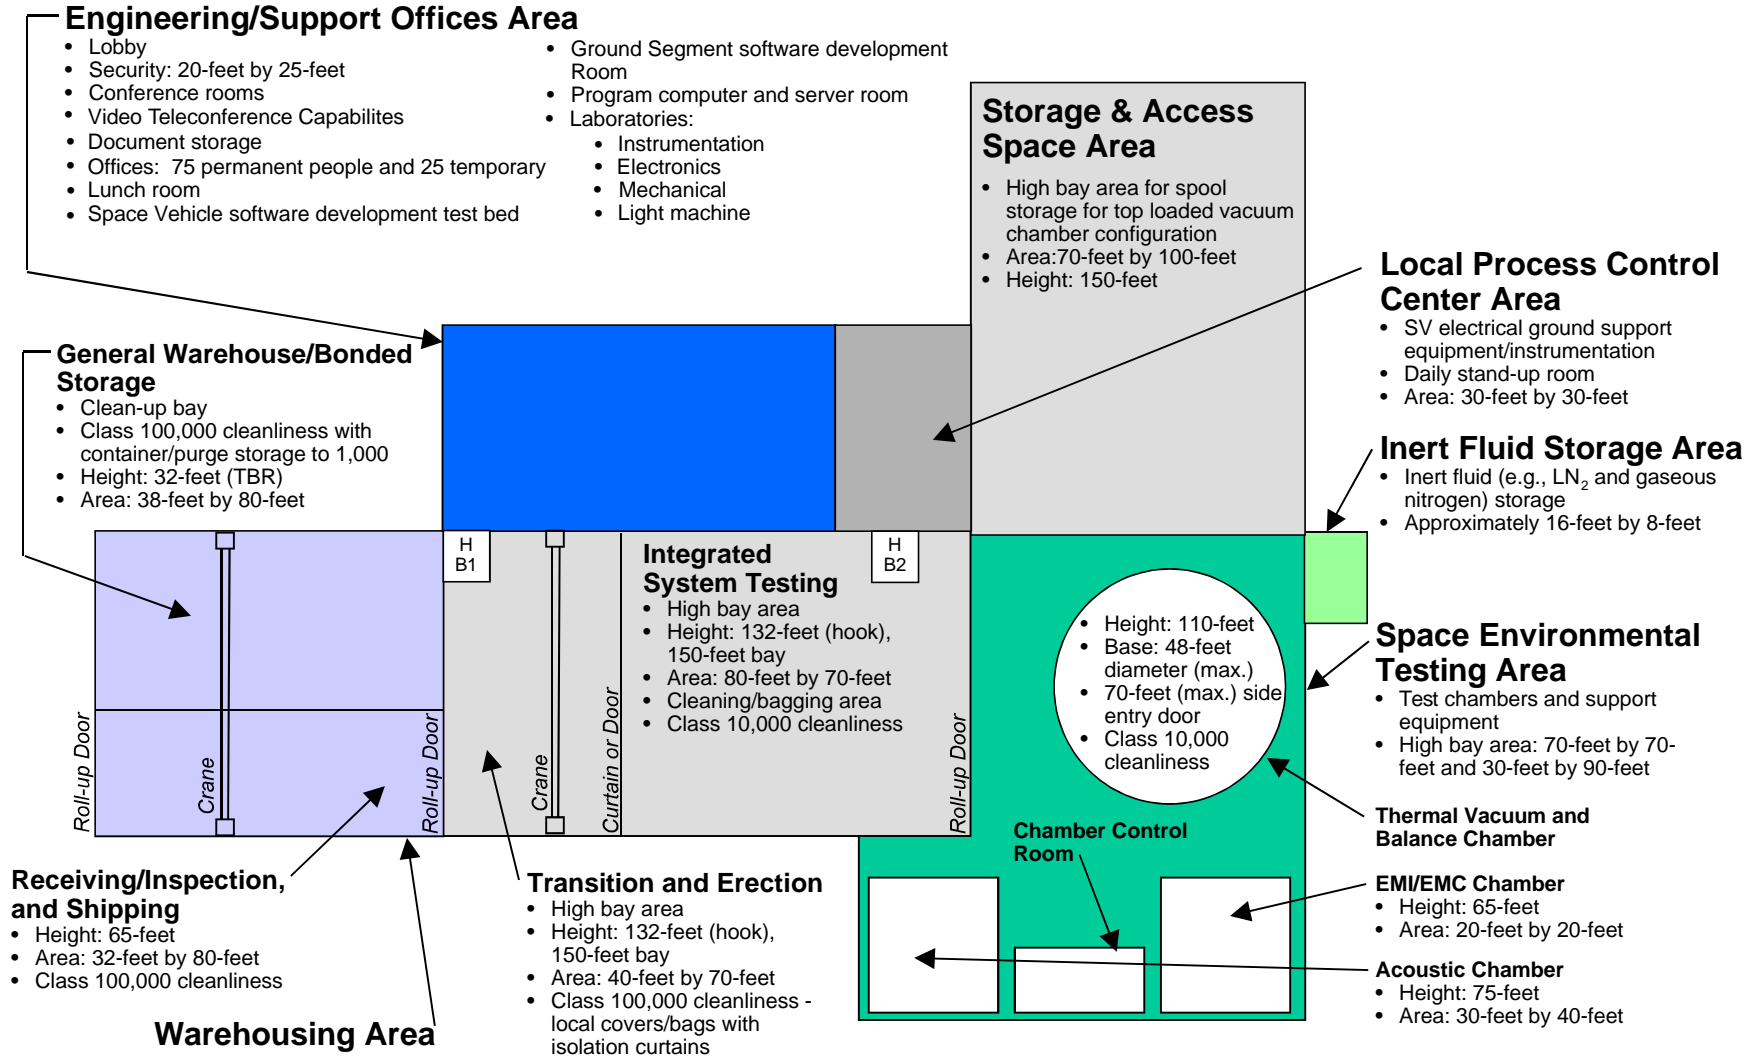 Engineering/Support Offices Area
• Lobby
• Security: 20-feet by 25-feet
• Conference rooms
• Video Teleconference Capabilites
• Document storage
• Offices:  75 permanent people and 25 temporary
• Lunch room
• Space Vehicle software development test bed
• Ground Segment software development
Room
• Program computer and server room
• Laboratories:
• Instrumentation
• Electronics
• Mechanical
• Light machine
Storage & Access
Space Area
• High bay area for spool
storage for top loaded vacuum
chamber configuration
• Area:70-feet by 100-feet
• Height: 150-feet
Local Process Control
Center Area
• SV electrical ground support
equipment/instrumentation
• Daily stand-up room
• Area: 30-feet by 30-feet
General Warehouse/Bonded
Storage
• Clean-up bay
• Class 100,000 cleanliness with
container/purge storage to 1,000
• Height: 32-feet (TBR)
• Area: 38-feet by 80-feet
Inert Fluid Storage Area
• Inert fluid (e.g., LN2 and gaseous
nitrogen) storage
• Approximately 16-feet by 8-feet
H
B1
Integrated
System Testing
• High bay area
• Height: 132-feet (hook),
150-feet bay
• Area: 80-feet by 70-feet
• Cleaning/bagging area
• Class 10,000 cleanliness
H
B2
• Height: 110-feet
• Base: 48-feet
diameter (max.)
• 70-feet (max.) side
entry door
• Class 10,000
cleanliness
Space Environmental
Testing Area
• Test chambers and support
equipment
• High bay area: 70-feet by 70-
feet and 30-feet by 90-feet
Roll-up Door
Crane
Roll-up Door
Crane
Curtain or Door
Roll-up Door
Thermal Vacuum and
Balance Chamber
Chamber Control
Room
Receiving/Inspection,
and Shipping
• Height: 65-feet
• Area: 32-feet by 80-feet
• Class 100,000 cleanliness
Transition and Erection
• High bay area
• Height: 132-feet (hook),
150-feet bay
• Area: 40-feet by 70-feet
• Class 100,000 cleanliness -
local covers/bags with
isolation curtains
EMI/EMC Chamber
• Height: 65-feet
• Area: 20-feet by 20-feet
Acoustic Chamber
• Height: 75-feet
• Area: 30-feet by 40-feet
Warehousing Area